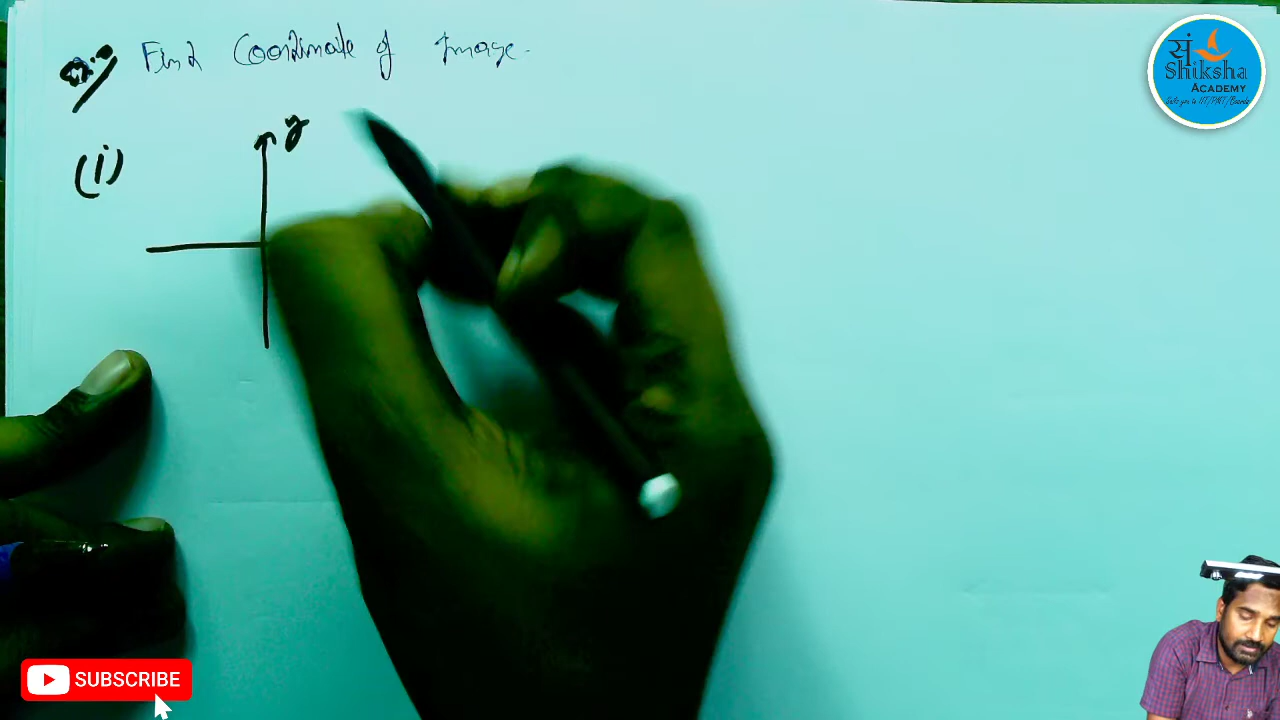 Q. Find Coordinate of Image.
(i)
y
सं
Shiksha
ACADEMY
SUBSCRIBE